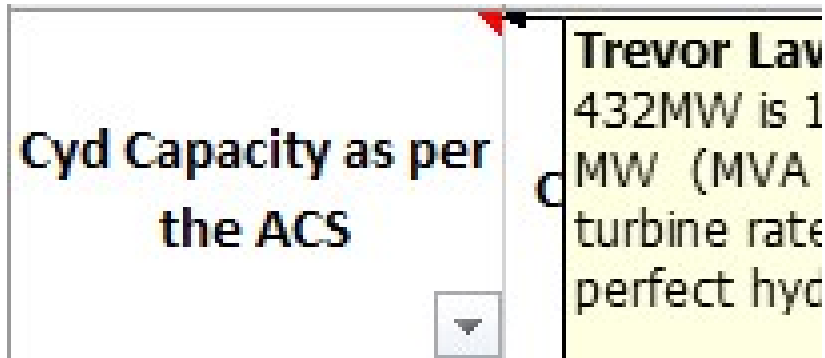 Cyd Capacity as per
the ACS
C
Trevor Law
432MW is 1
MW (MVA
turbine rate
perfect hyd